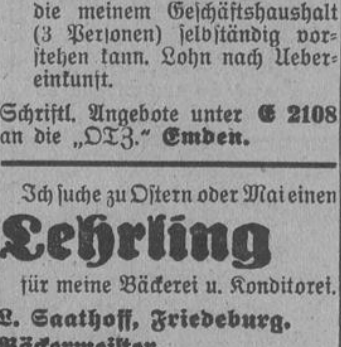 die meinem Geschäftshaushalt
(3 Personen) selbständig vor-
stehen kann. Lohn nach Ueber-
einkunft.
Schriftl. Angebote unter E 2108
an die „OTZ.“ Emden.
Ich suche zu Ostern oder Mai einen
Lehrling
für meine Bäckerei u. Konditorei.
L. Saathoff, Friedeburg.
Bäckermeister